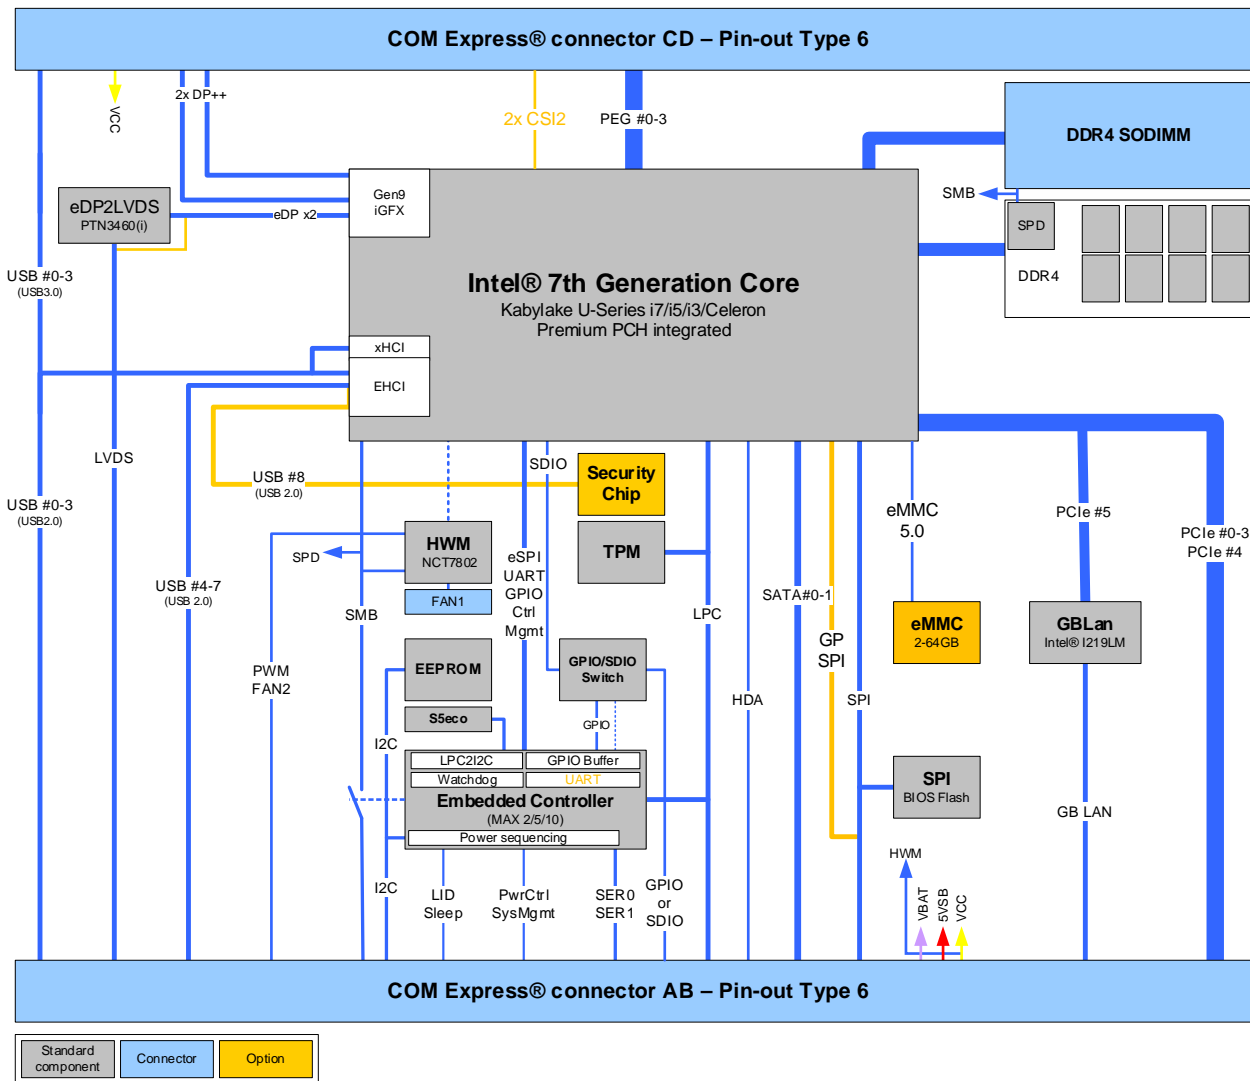 COM Express® connector CD – Pin-out Type 6
2x DP++
VCC
2x CSI2
PEG #0-3
DDR4 SODIMM
SMB
SPD
DDR4
eDP2LVDS
PTN3460(i)
eDP x2
Gen9
iGFX
Intel® 7th Generation Core
Kabylake U-Series i7/i5/i3/Celeron
Premium PCH integrated
USB #0-3
(USB3.0)
xHCI
EHCI
LVDS
USB #8
(USB 2.0)
SDIO
Security
Chip
USB #0-3
(USB2.0)
eMMC
5.0
PCIe #5
PCIe #0-3
PCIe #4
SPD
HWM
NCT7802
FAN1
eSPI
UART
GPIO
Ctrl
Mgmt
TPM
USB #4-7
(USB 2.0)
SMB
LPC
SATA#0-1
eMMC
2-64GB
GBLan
Intel® I219LM
PWM
FAN2
EEPROM
GPIO/SDIO
Switch
GP
SPI
HDA
SPI
S5eco
GPIO
I2C
LPC2I2C
GPIO Buffer
Watchdog
UART
Embedded Controller
(MAX 2/5/10)
Power sequencing
SPI
BIOS Flash
GB LAN
I2C
LID
Sleep
PwrCtrl
SysMgmt
SER0
SER1
GPIO
or
SDIO
HWM
VBAT
5VSB
VCC
COM Express® connector AB – Pin-out Type 6
Standard
component
Connector
Option